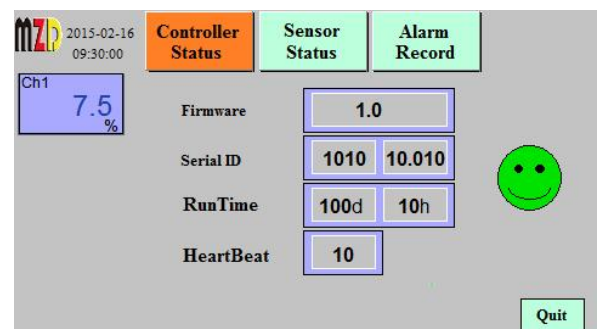 MZD 2015-02-16
09:30:00
Controller
Status
Sensor
Status
Alarm
Record
Ch1
7.5
%
Firmware 1.0
Serial ID 1010 10.010
RunTime 100d 10h
HeartBeat 10
Quit